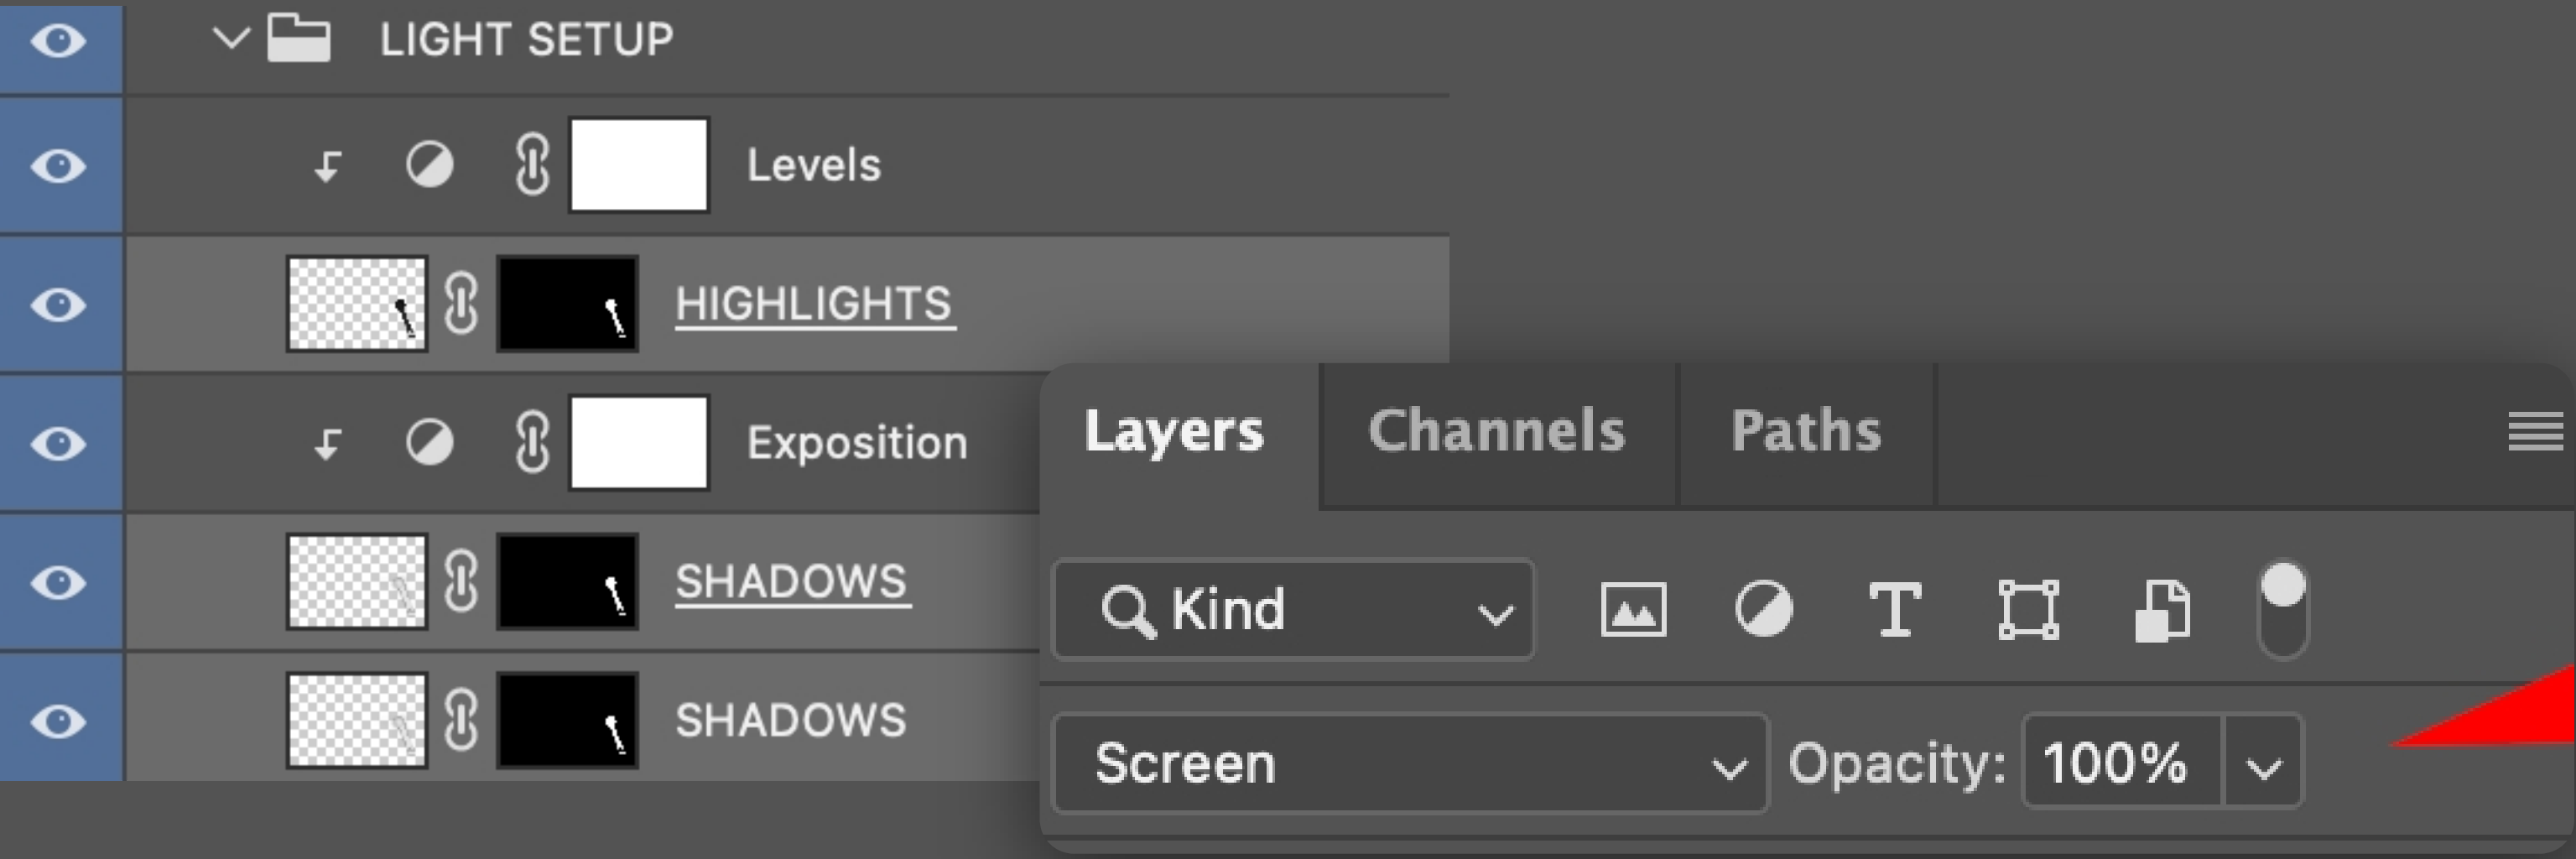 LIGHT SETUP
Levels
HIGHLIGHTS
Exposition
SHADOWS
SHADOWS
Layers Channels Paths
Kind
Screen Opacity: 100%